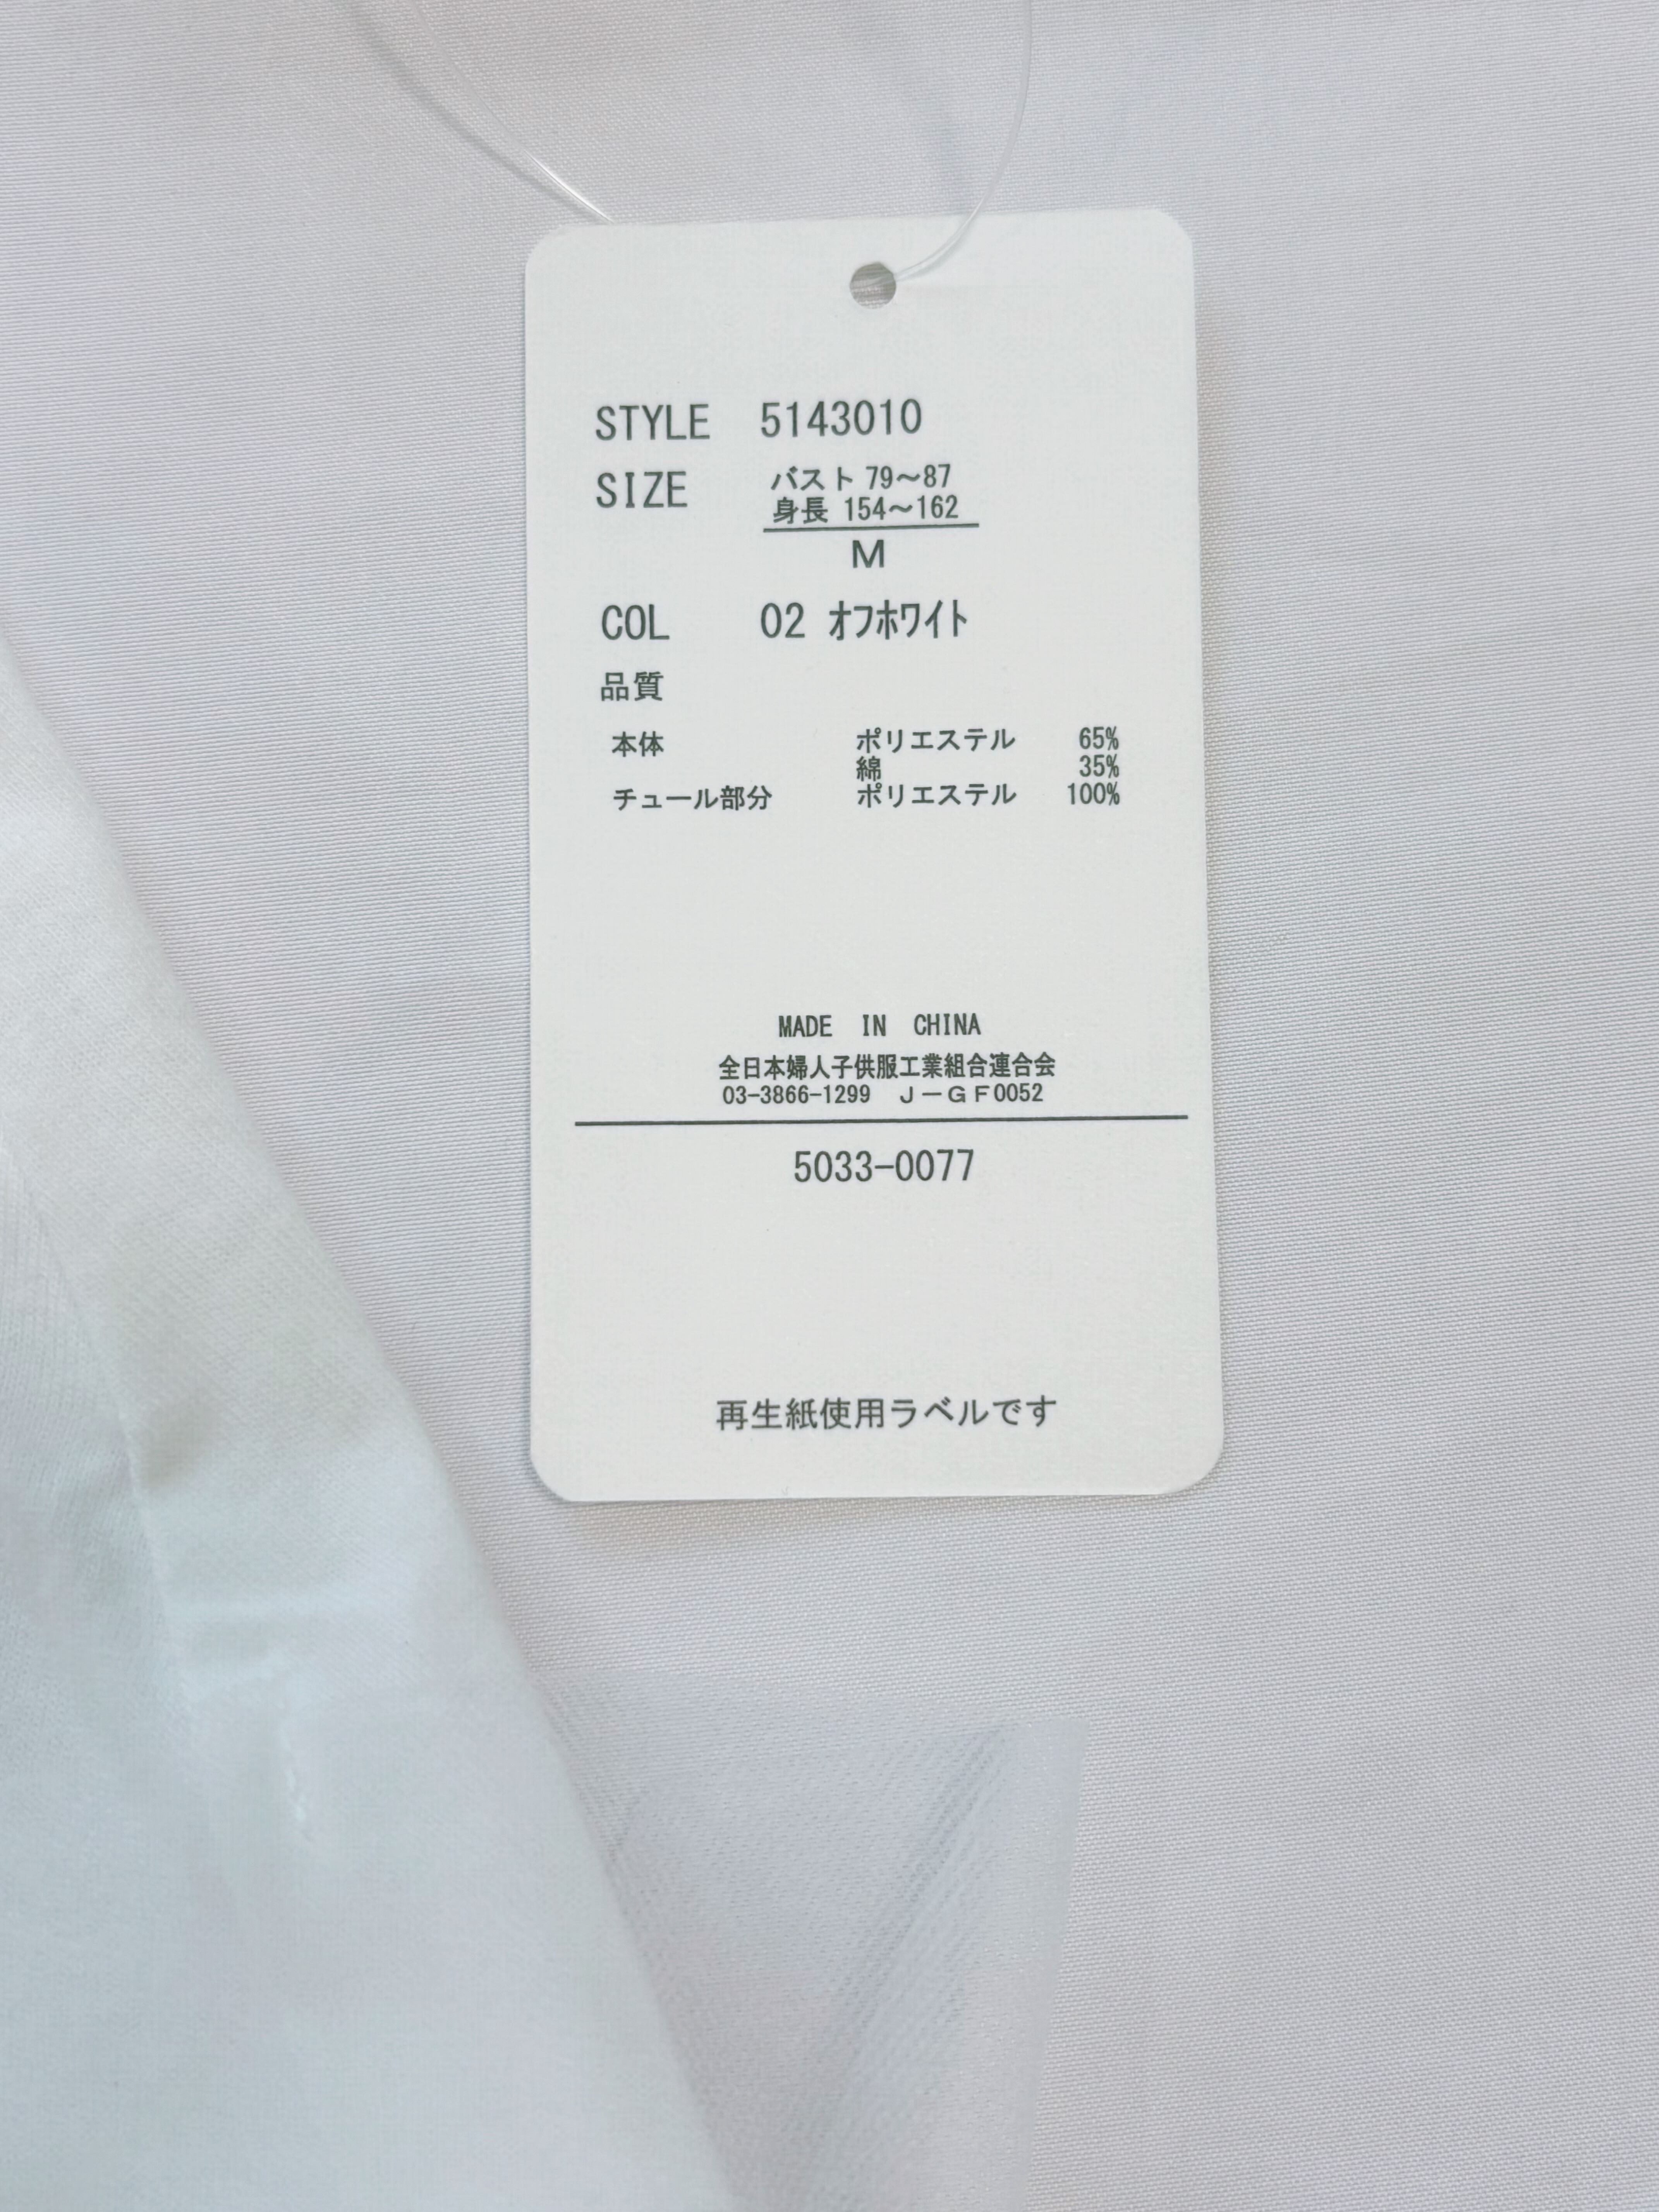 STYLE 5143010
SIZE バスト 79～87
身長 154～162
M
COL 02 オフホワイト
品質
本体 ポリエステル 65%
綿 35%
チュール部分 ポリエステル 100%
MADE IN CHINA
全日本婦人子供服工業組合連合会
03-3866-1299 J－GF0052
5033-0077
再生紙使用ラベルです